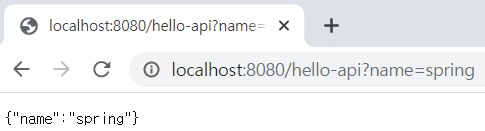 localhost:8080/hello-api?name=
localhost:8080/hello-api?name=spring
{"name":"spring"}